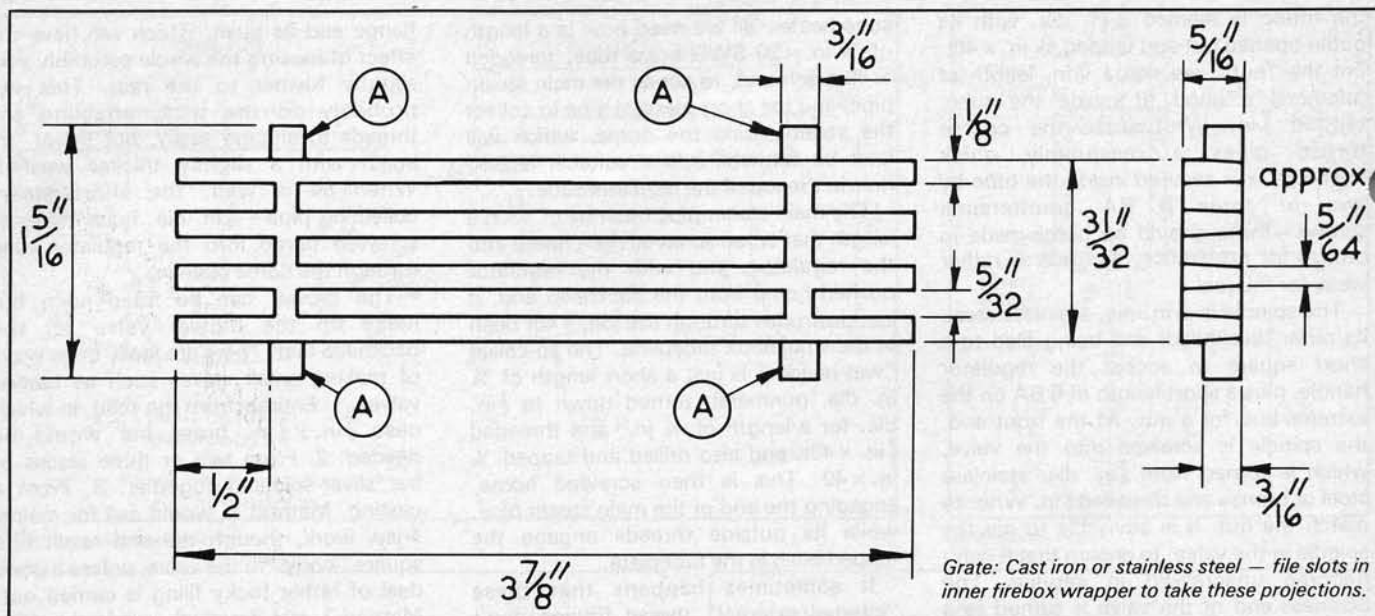 3/16"
5/16"
A
A
1/8"
approx
1 5/16"
31/32"
5/64"
5/32"
A
A
1/2"
3/16"
3 7/8"
Grate: Cast iron or stainless steel — file slots in
inner firebox wrapper to take these projections.